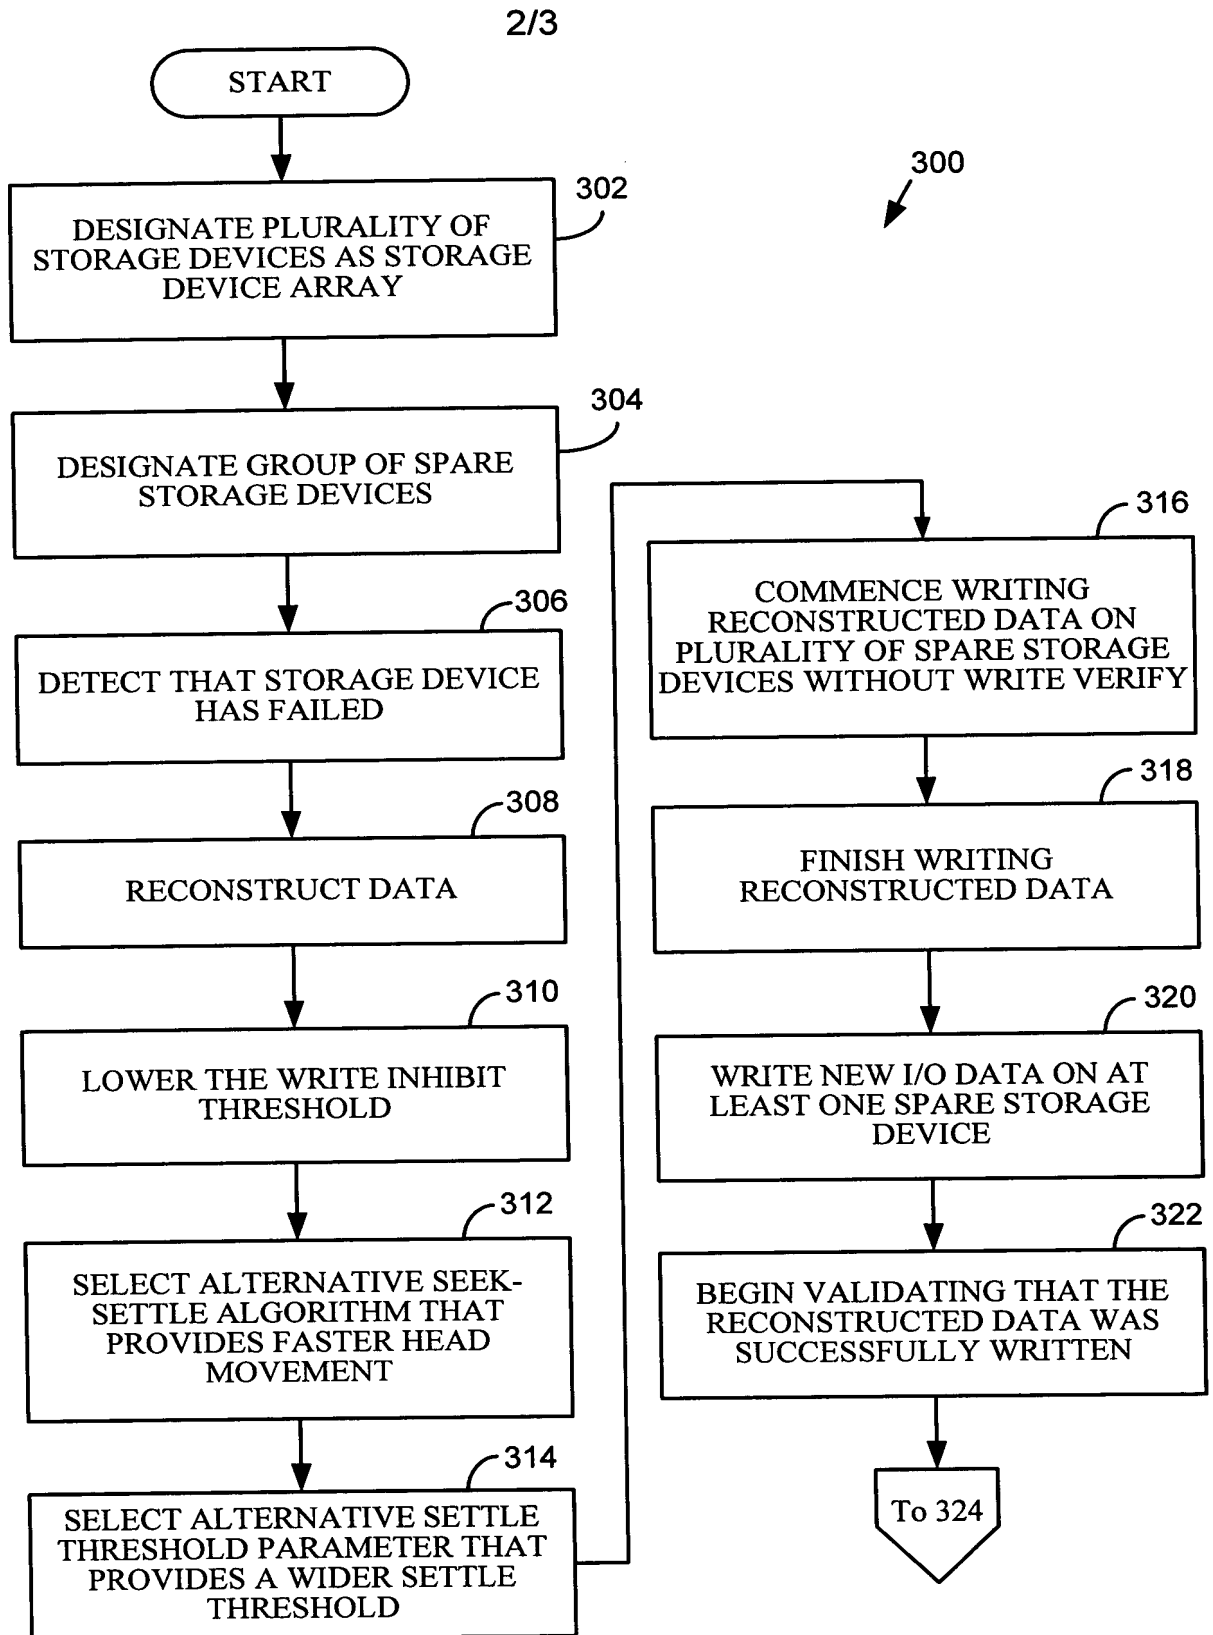 2/3
START
300
302
DESIGNATE PLURALITY OF
STORAGE DEVICES AS STORAGE
DEVICE ARRAY
304
DESIGNATE GROUP OF SPARE
STORAGE DEVICES
306
DETECT THAT STORAGE DEVICE
HAS FAILED
308
RECONSTRUCT DATA
310
LOWER THE WRITE INHIBIT
THRESHOLD
312
SELECT ALTERNATIVE SEEK-
SETTLE ALGORITHM THAT
PROVIDES FASTER HEAD
MOVEMENT
314
SELECT ALTERNATIVE SETTLE
THRESHOLD PARAMETER THAT
PROVIDES A WIDER SETTLE
THRESHOLD
316
COMMENCE WRITING
RECONSTRUCTED DATA ON
PLURALITY OF SPARE STORAGE
DEVICES WITHOUT WRITE VERIFY
318
FINISH WRITING
RECONSTRUCTED DATA
320
WRITE NEW I/O DATA ON AT
LEAST ONE SPARE STORAGE
DEVICE
322
BEGIN VALIDATING THAT THE
RECONSTRUCTED DATA WAS
SUCCESSFULLY WRITTEN
To 324